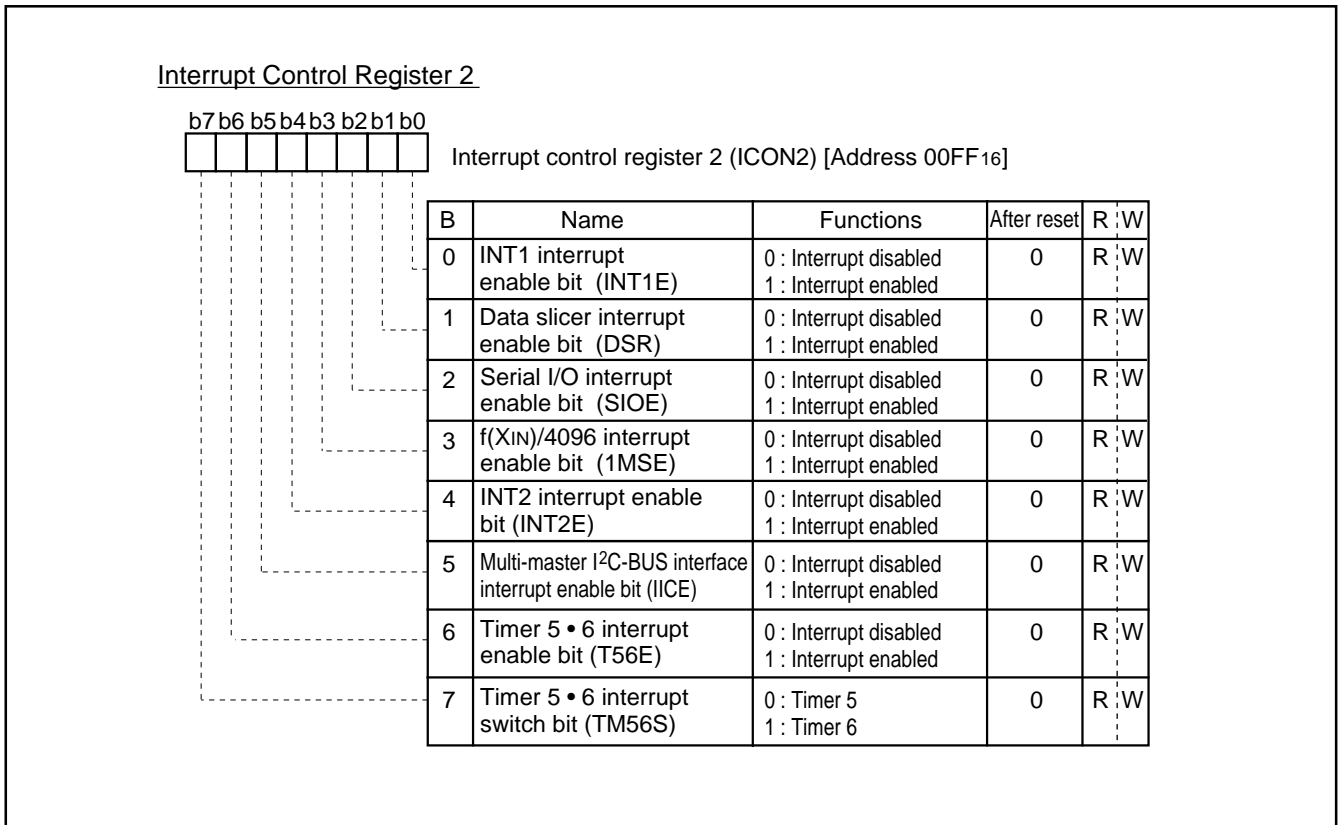 Interrupt Control Register 2
b7 b6 b5 b4 b3 b2 b1 b0
Interrupt control register 2 (ICON2) [Address 00FF16]
B Name Functions After reset R W
0 INT1 interrupt enable bit (INT1E) 0 : Interrupt disabled 1 : Interrupt enabled 0 R W
1 Data slicer interrupt enable bit (DSR) 0 : Interrupt disabled 1 : Interrupt enabled 0 R W
2 Serial I/O interrupt enable bit (SIOE) 0 : Interrupt disabled 1 : Interrupt enabled 0 R W
3 f(XIN)/4096 interrupt enable bit (1MSE) 0 : Interrupt disabled 1 : Interrupt enabled 0 R W
4 INT2 interrupt enable bit (INT2E) 0 : Interrupt disabled 1 : Interrupt enabled 0 R W
5 Multi-master I2C-BUS interface interrupt enable bit (IICE) 0 : Interrupt disabled 1 : Interrupt enabled 0 R W
6 Timer 5 • 6 interrupt enable bit (T56E) 0 : Interrupt disabled 1 : Interrupt enabled 0 R W
7 Timer 5 • 6 interrupt switch bit (TM56S) 0 : Timer 5 1 : Timer 6 0 R W